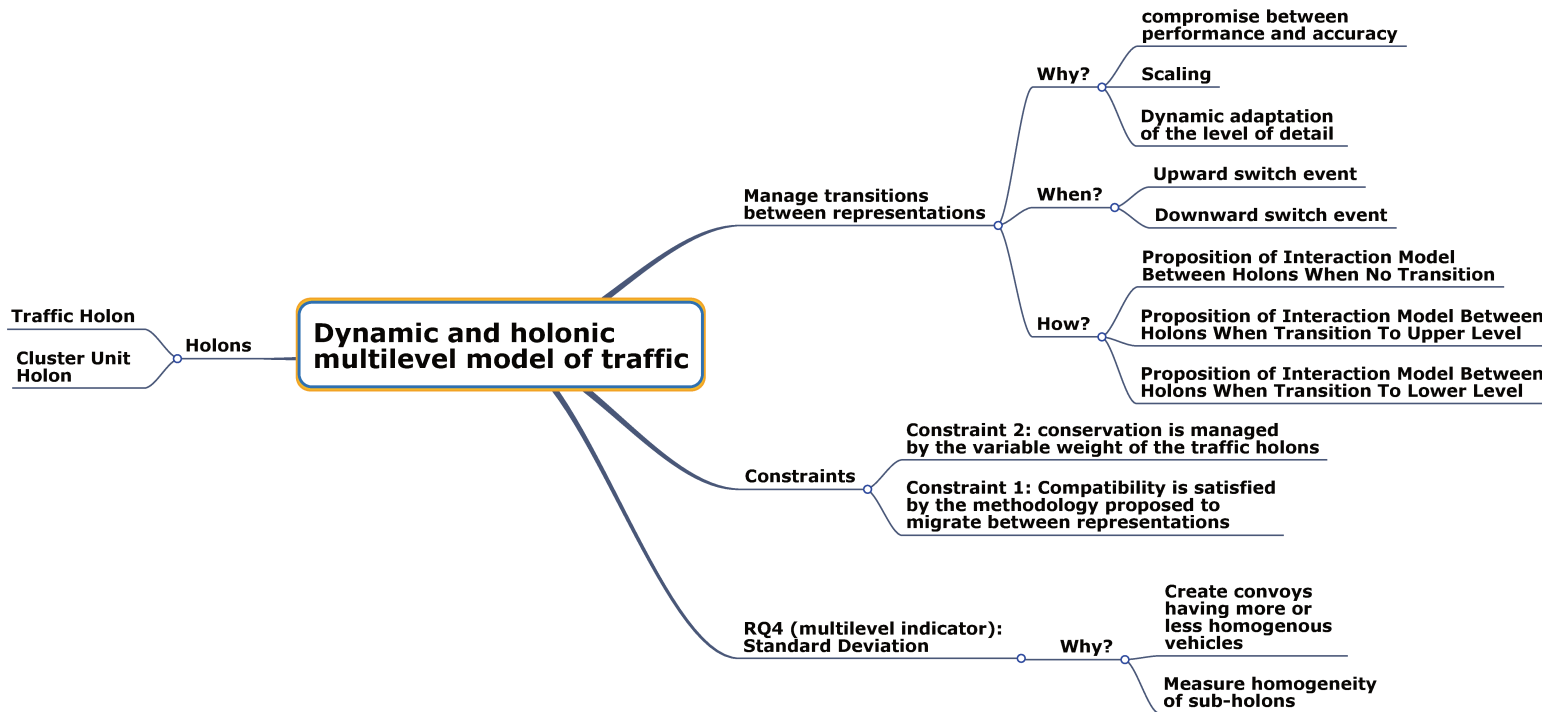 compromise between
performance and accuracy
Why?
Scaling
Dynamic adaptation
of the level of detail
Manage transitions
between representations
When?
Upward switch event
Downward switch event
How?
Proposition of Interaction Model
Between Holons When No Transition
Proposition of Interaction Model Between
Holons When Transition To Upper Level
Proposition of Interaction Model Between
Holons When Transition To Lower Level
Traffic Holon
Cluster Unit
Holon
Holons
Dynamic and holonic
multilevel model of traffic
Constraints
Constraint 2: conservation is managed
by the variable weight of the traffic holons
Constraint 1: Compatibility is satisfied
by the methodology proposed to
migrate between representations
RQ4 (multilevel indicator):
Standard Deviation
Why?
Create convoys
having more or
less homogenous
vehicles
Measure homogeneity
of sub-holons